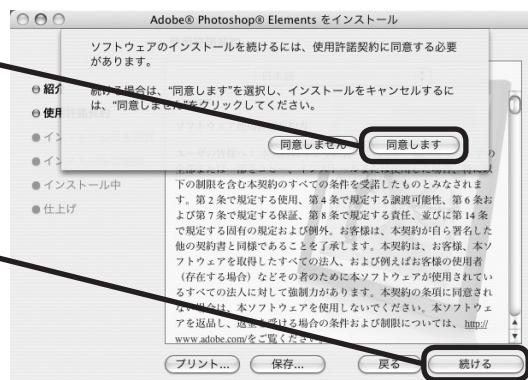 Adobe® Photoshop® Elements をインストール
ソフトウェアのインストールを続けるには、使用許諾契約に同意する必要
があります。
続ける場合は、"同意します"を選択し、インストールをキャンセルするに
は、"同意しません"をクリックしてください。
同意しません
同意します
紹介
使用許諾契約
日本語
インストール中
仕上げ
下の制限を含む本契約のすべての条件を受諾したものとみなされま
す。第 2 条で規定する使用、第 4 条で規定する譲渡可能性、第 6 条お
よび第 7 条で規定する保証、第 8 条で規定する責任、並びに第 14 条
で規定する固有の規定および例外。お客様は、本契約が自ら署名した
他の契約書と同様であることを了承します。本契約は、お客様、本ソ
フトウェアを取得したすべての法人、および例えばお客様の使用者
（存在する場合）などその者のために本ソフトウェアが使用されてい
るすべての法人に対して強制力があります。本契約の条項に同意され
ない場合は、本ソフトウェアを使用しないでください。本ソフトウェ
アを返品し、返金を受ける場合の条件および制限については、 http://
www.adobe.com/をご覧ください。
プリント...
保存...
戻る
続ける